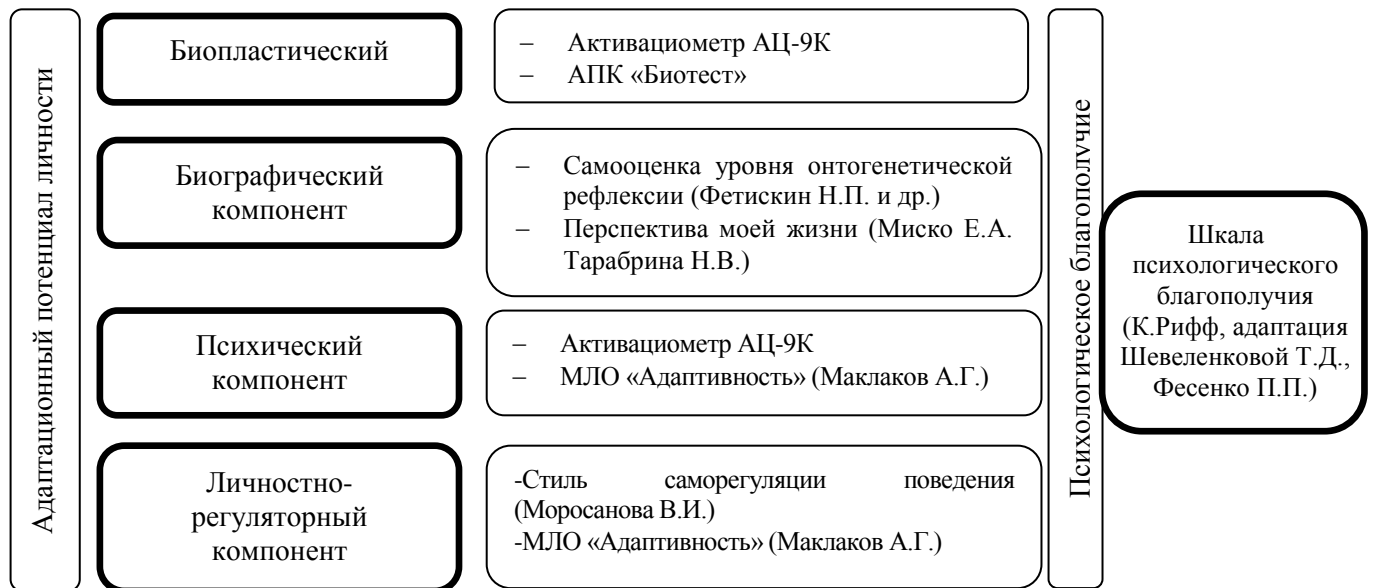 Адаптационный потенциал личности
Биопластический
– Активациометр АЦ-9К
– АПК «Биотест»
Биографический
компонент
– Самооценка уровня онтогенетической
рефлексии (Фетискин Н.П. и др.)
– Перспектива моей жизни (Миско Е.А.
Тарабрина Н.В.)
Психический
компонент
– Активациометр АЦ-9К
– МЛО «Адаптивность» (Маклаков А.Г.)
Личностно-
регуляторный
компонент
-Стиль саморегуляции поведения
(Моросанова В.И.)
-МЛО «Адаптивность» (Маклаков А.Г.)
Психологическое благополучие
Шкала
психологического
благополучия
(К.Рифф, адаптация
Шевеленковой Т.Д.,
Фесенко П.П.)